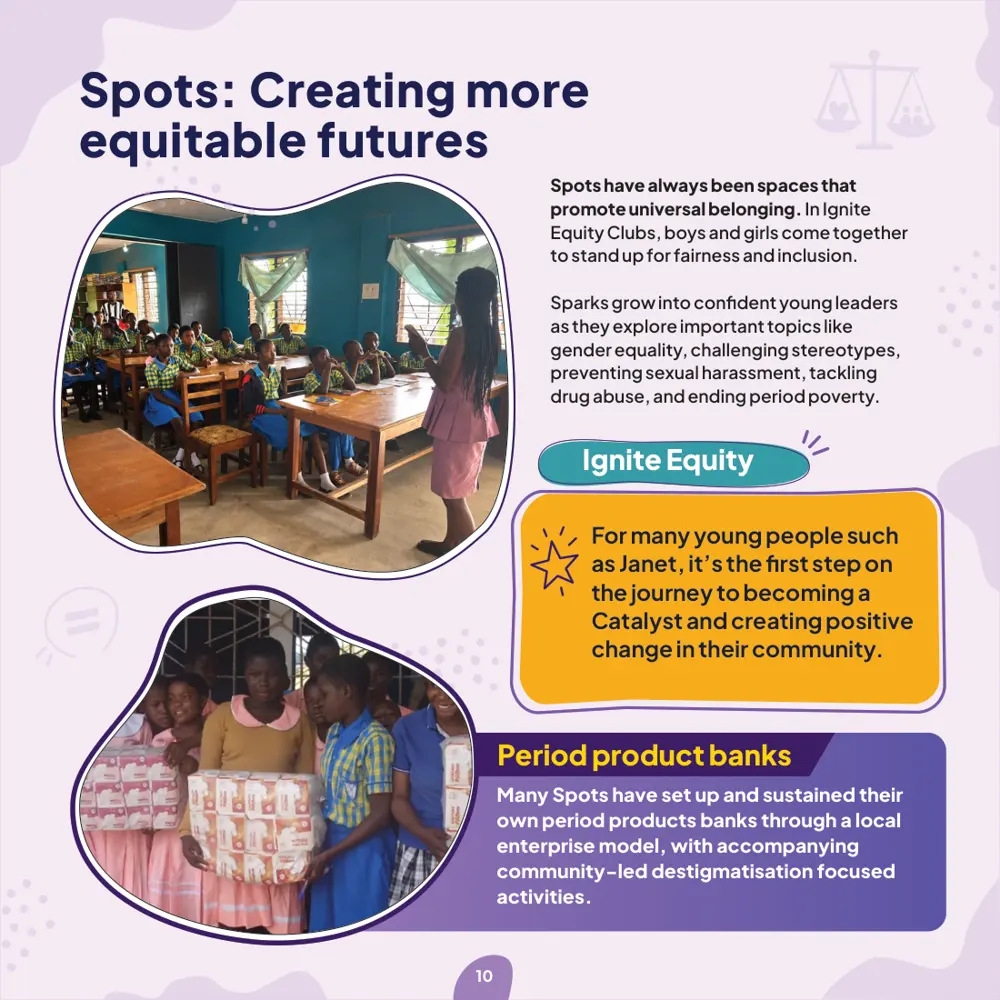 Spots: Creating more
equitable futures
Spots have always been spaces that
promote universal belonging. In Ignite
Equity Clubs, boys and girls come together
to stand up for fairness and inclusion.
Sparks grow into confident young leaders
as they explore important topics like
gender equality, challenging stereotypes,
preventing sexual harassment, tackling
drug abuse, and ending period poverty.
Ignite Equity
For many young people such
as Janet, it's the first step on
the journey to becoming a
Catalyst and creating positive
change in their community.
Period product banks
Many Spots have set up and sustained their
own period products banks through a local
enterprise model, with accompanying
community-led destigmatisation focused
activities.
10